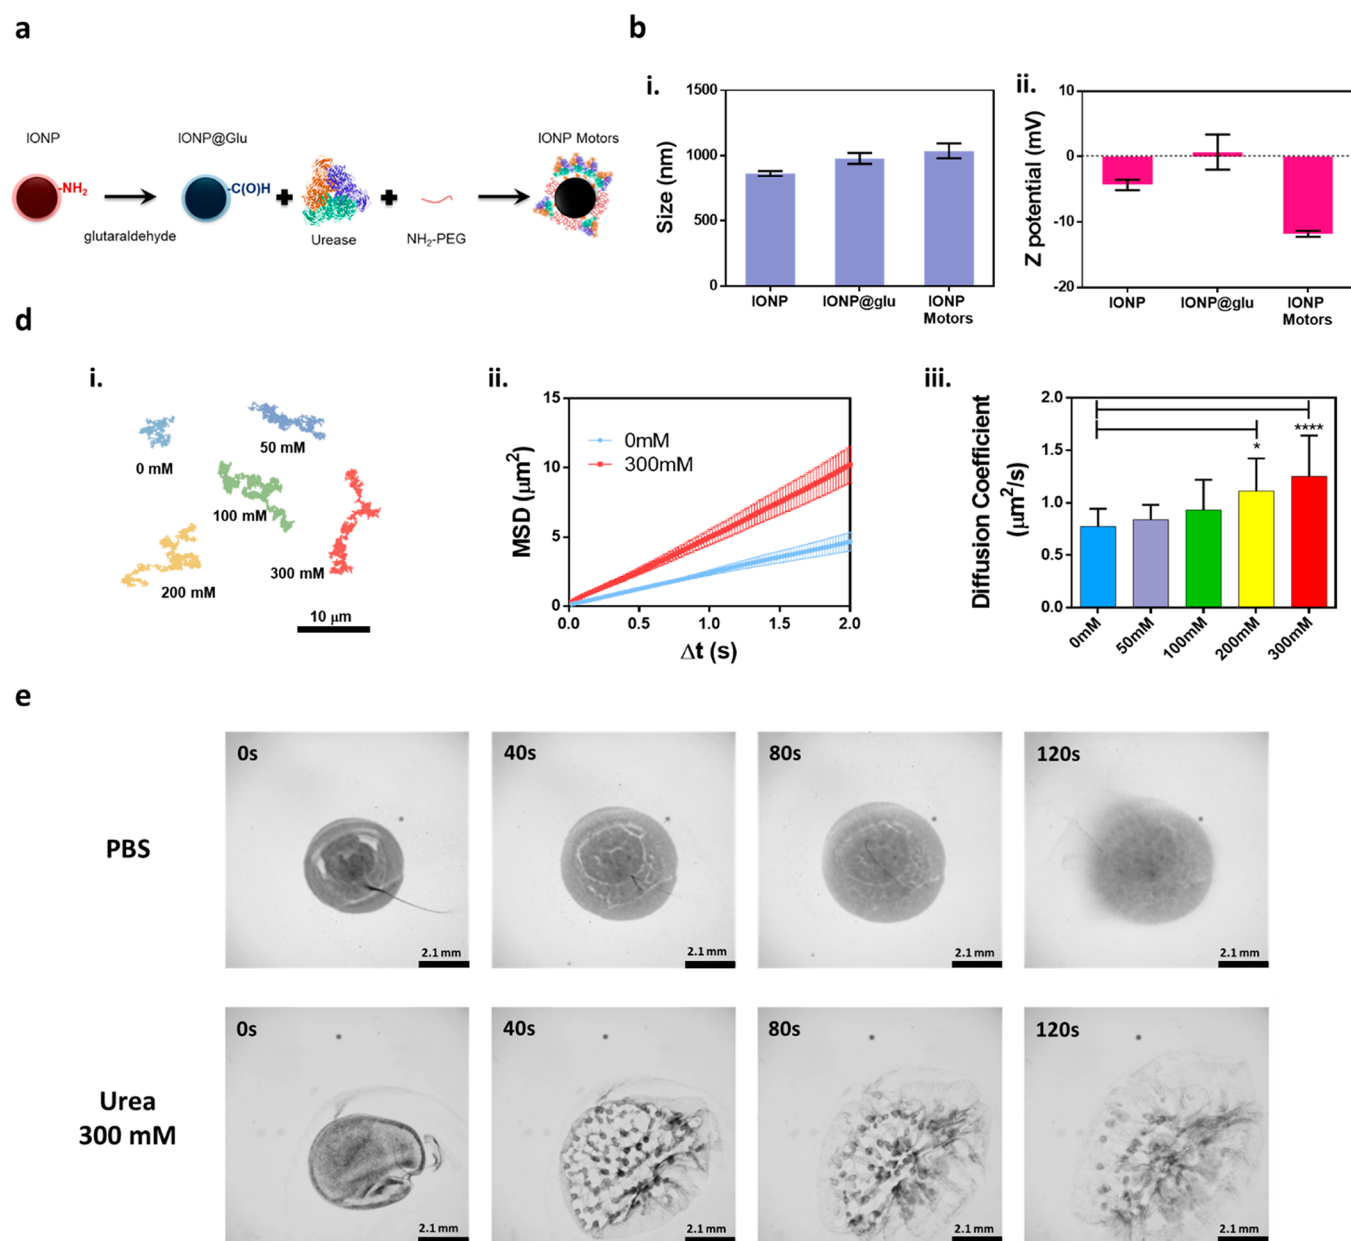 a
IONP
IONP@Glu
IONP Motors
-NH2
-C(O)H
glutaraldehyde
Urease
NH2-PEG
b
i.
Size (nm)
1500
1000
500
0
IONP
IONP@glu
IONP
Motors
ii.
Z potential (mV)
10
0
-10
-20
IONP
IONP@glu
IONP
Motors
d
i.
0 mM
50 mM
100 mM
200 mM
300 mM
10 μm
ii.
MSD (μm²)
15
10
5
0
0mM
300mM
0.0
0.5
1.0
1.5
2.0
Δt (s)
iii.
Diffusion Coefficient
(μm²/s)
2.0
1.5
1.0
0.5
0.0
*
****
0mM
50mM
100mM
200mM
300mM
e
PBS
0s
2.1 mm
40s
2.1 mm
80s
2.1 mm
120s
2.1 mm
Urea
300 mM
0s
2.1 mm
40s
2.1 mm
80s
2.1 mm
120s
2.1 mm